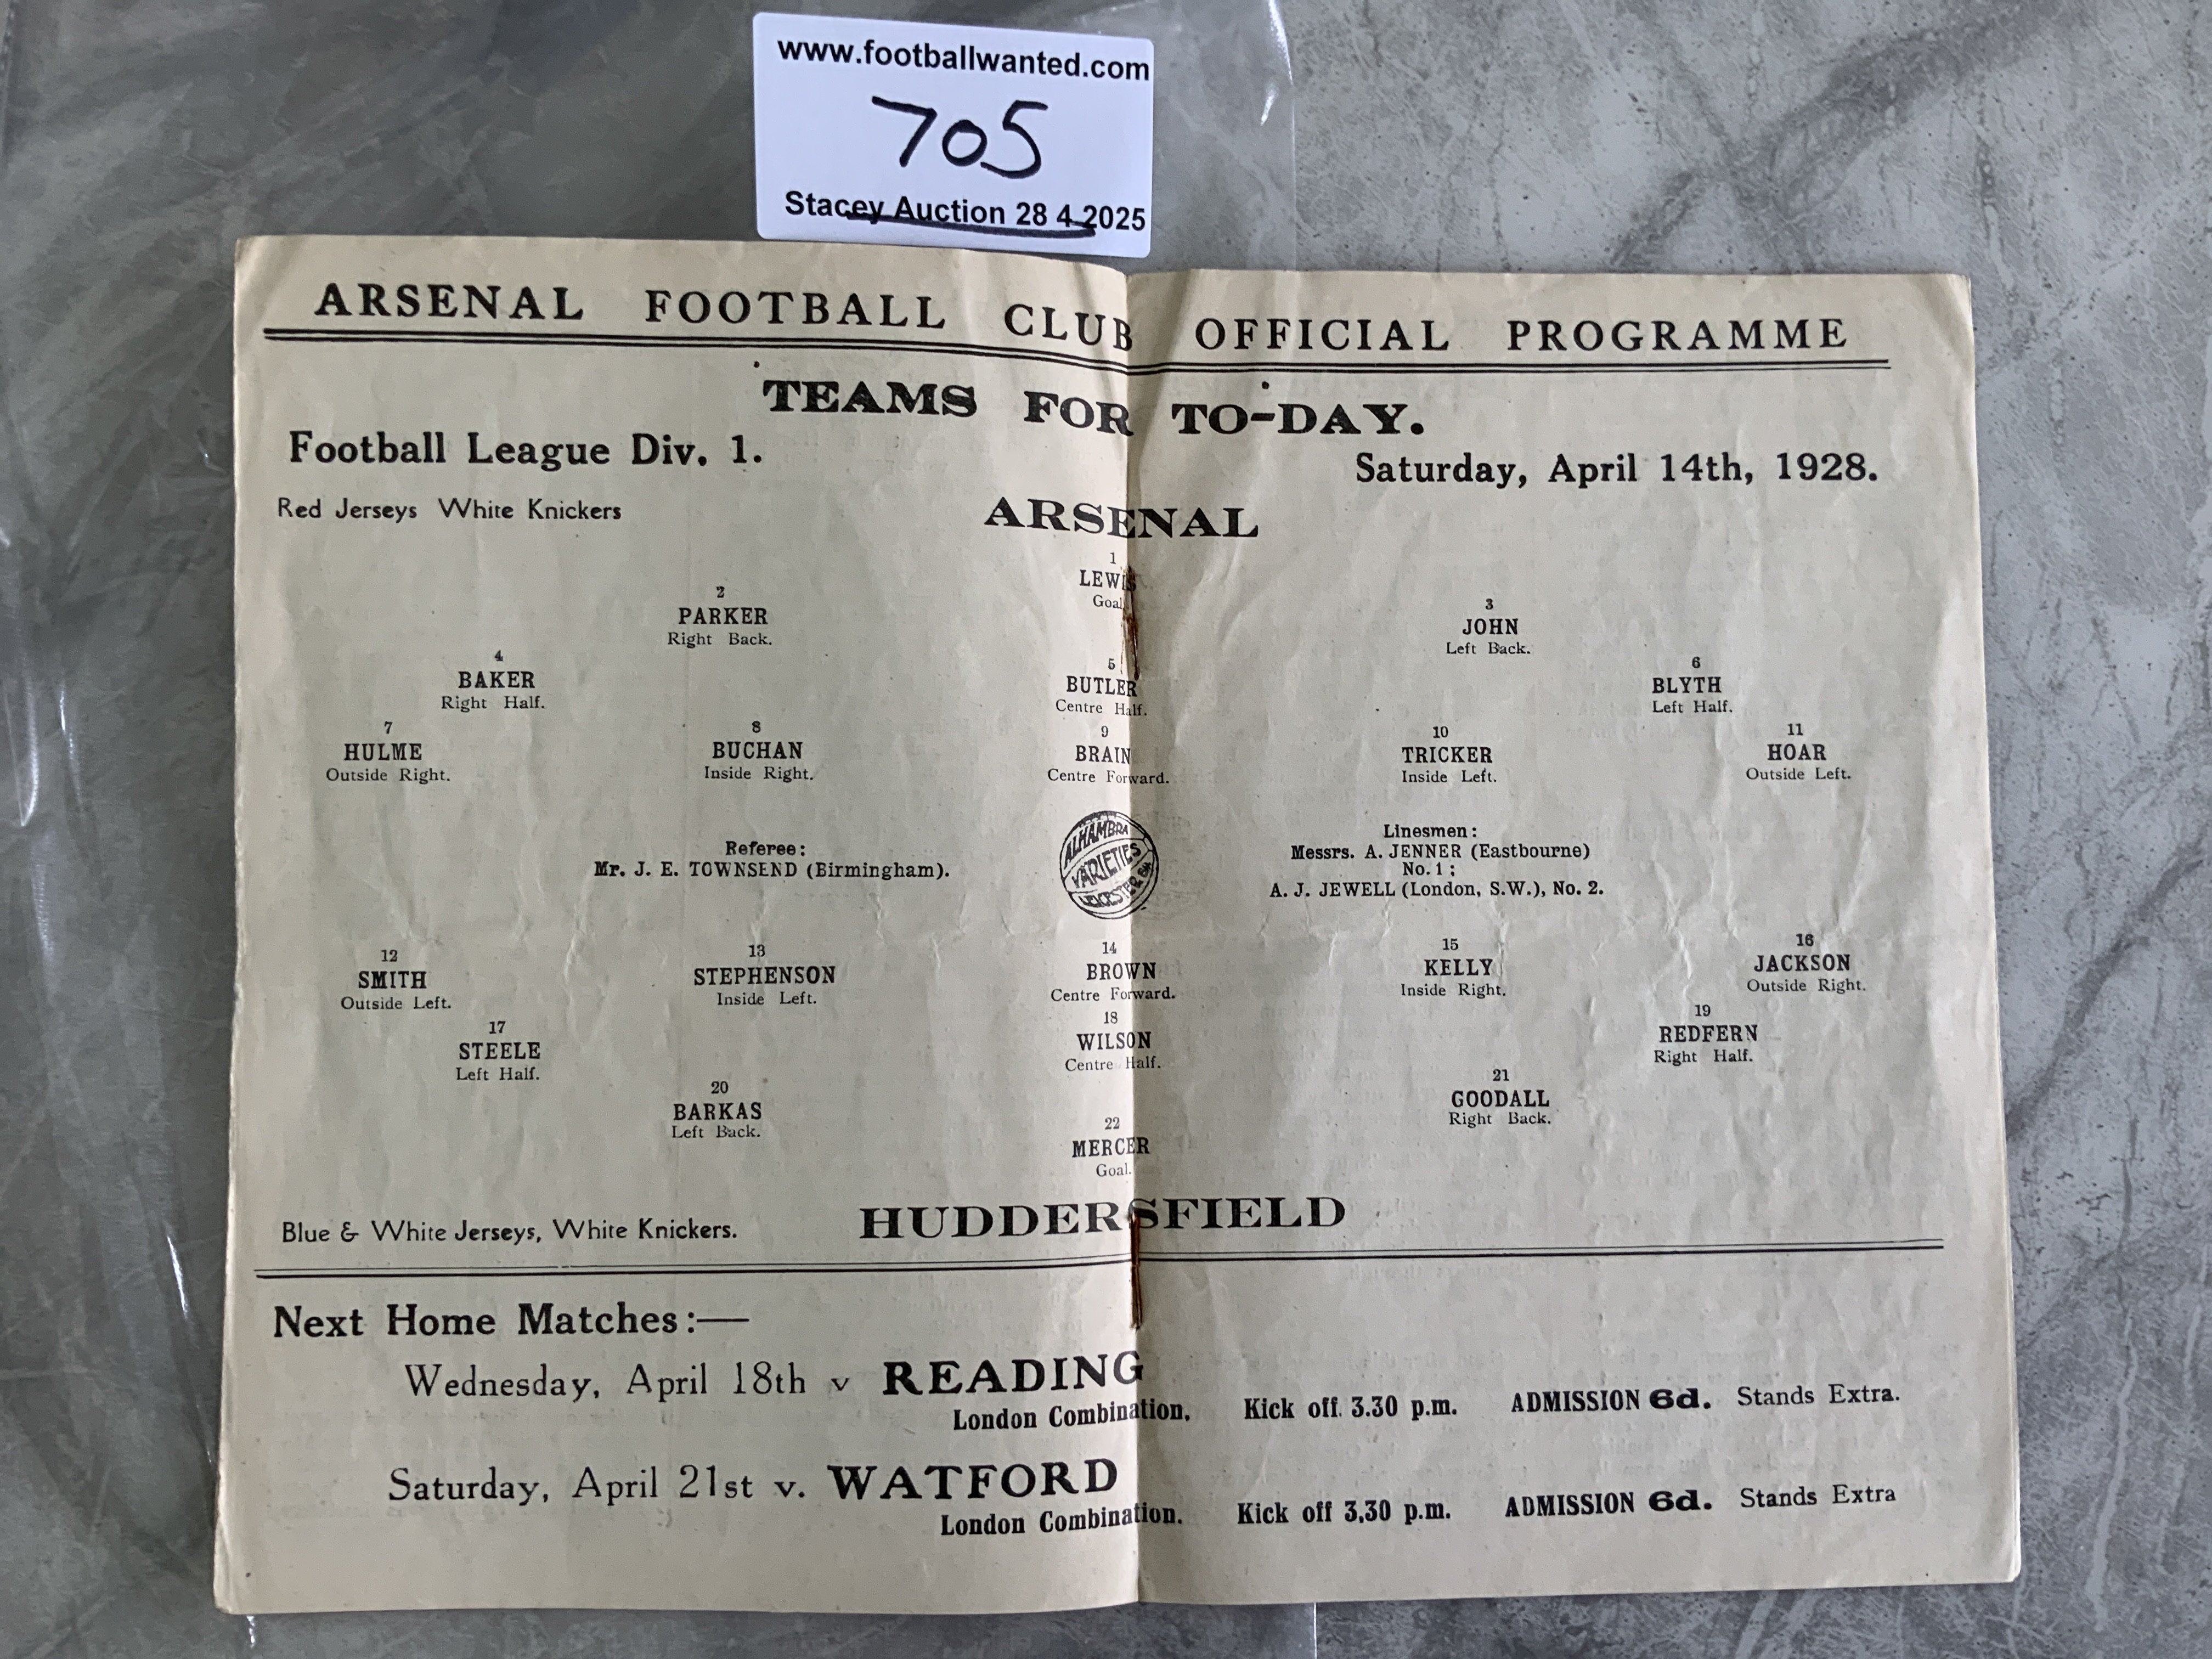 www.footballwanted.com
705
Stacey Auction 28 4 2025
ARSENAL FOOTBALL CLUB OFFICIAL PROGRAMME
TEAMS FOR TO-DAY.
Football League Div. 1.
Saturday, April 14th, 1928.
Red Jerseys White Knickers
ARSENAL
1
LEWIS
Goal
2
PARKER
Right Back.
3
JOHN
Left Back.
4
BAKER
Right Half.
5
BUTLER
Centre Half.
6
BLYTH
Left Half.
7
HULME
Outside Right.
8
BUCHAN
Inside Right.
9
BRAIN
Centre Forward.
10
TRICKER
Inside Left.
11
HOAR
Outside Left.
Referee:
Mr. J. E. TOWNSEND (Birmingham).
ALHAMBRA
VARIETIES
LEICESTER
Linesmen:
Messrs. A. JENNER (Eastbourne)
No. 1;
A. J. JEWELL (London, S.W.), No. 2.
12
SMITH
Outside Left.
13
STEPHENSON
Inside Left.
14
BROWN
Centre Forward.
15
KELLY
Inside Right.
16
JACKSON
Outside Right.
17
STEELE
Left Half.
18
WILSON
Centre Half.
19
REDFERN
Right Half.
20
BARKAS
Left Back.
21
GOODALL
Right Back.
22
MERCER
Goal.
Blue & White Jerseys, White Knickers.
HUDDERSFIELD
Next Home Matches:—
Wednesday, April 18th v READING
London Combination. Kick off. 3.30 p.m. ADMISSION 6d. Stands Extra.
Saturday, April 21st v. WATFORD
London Combination. Kick off 3,30 p.m. ADMISSION 6d. Stands Extra